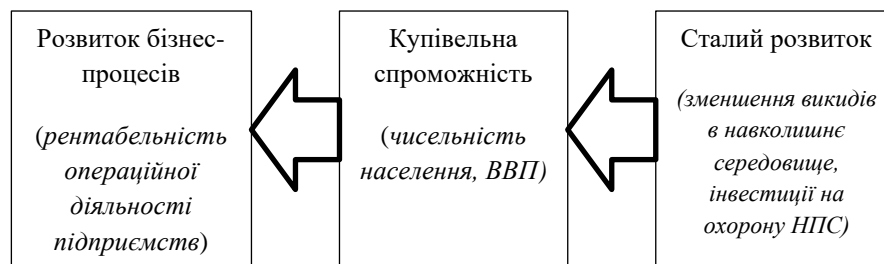 Розвиток бізнес-
процесів
(рентабельність
операційної
діяльності
підприємств)
Купівельна
спроможність
(чисельність
населення, ВВП)
Сталий розвиток
(зменшення викидів
в навколишнє
середовище,
інвестиції на
охорону НПС)